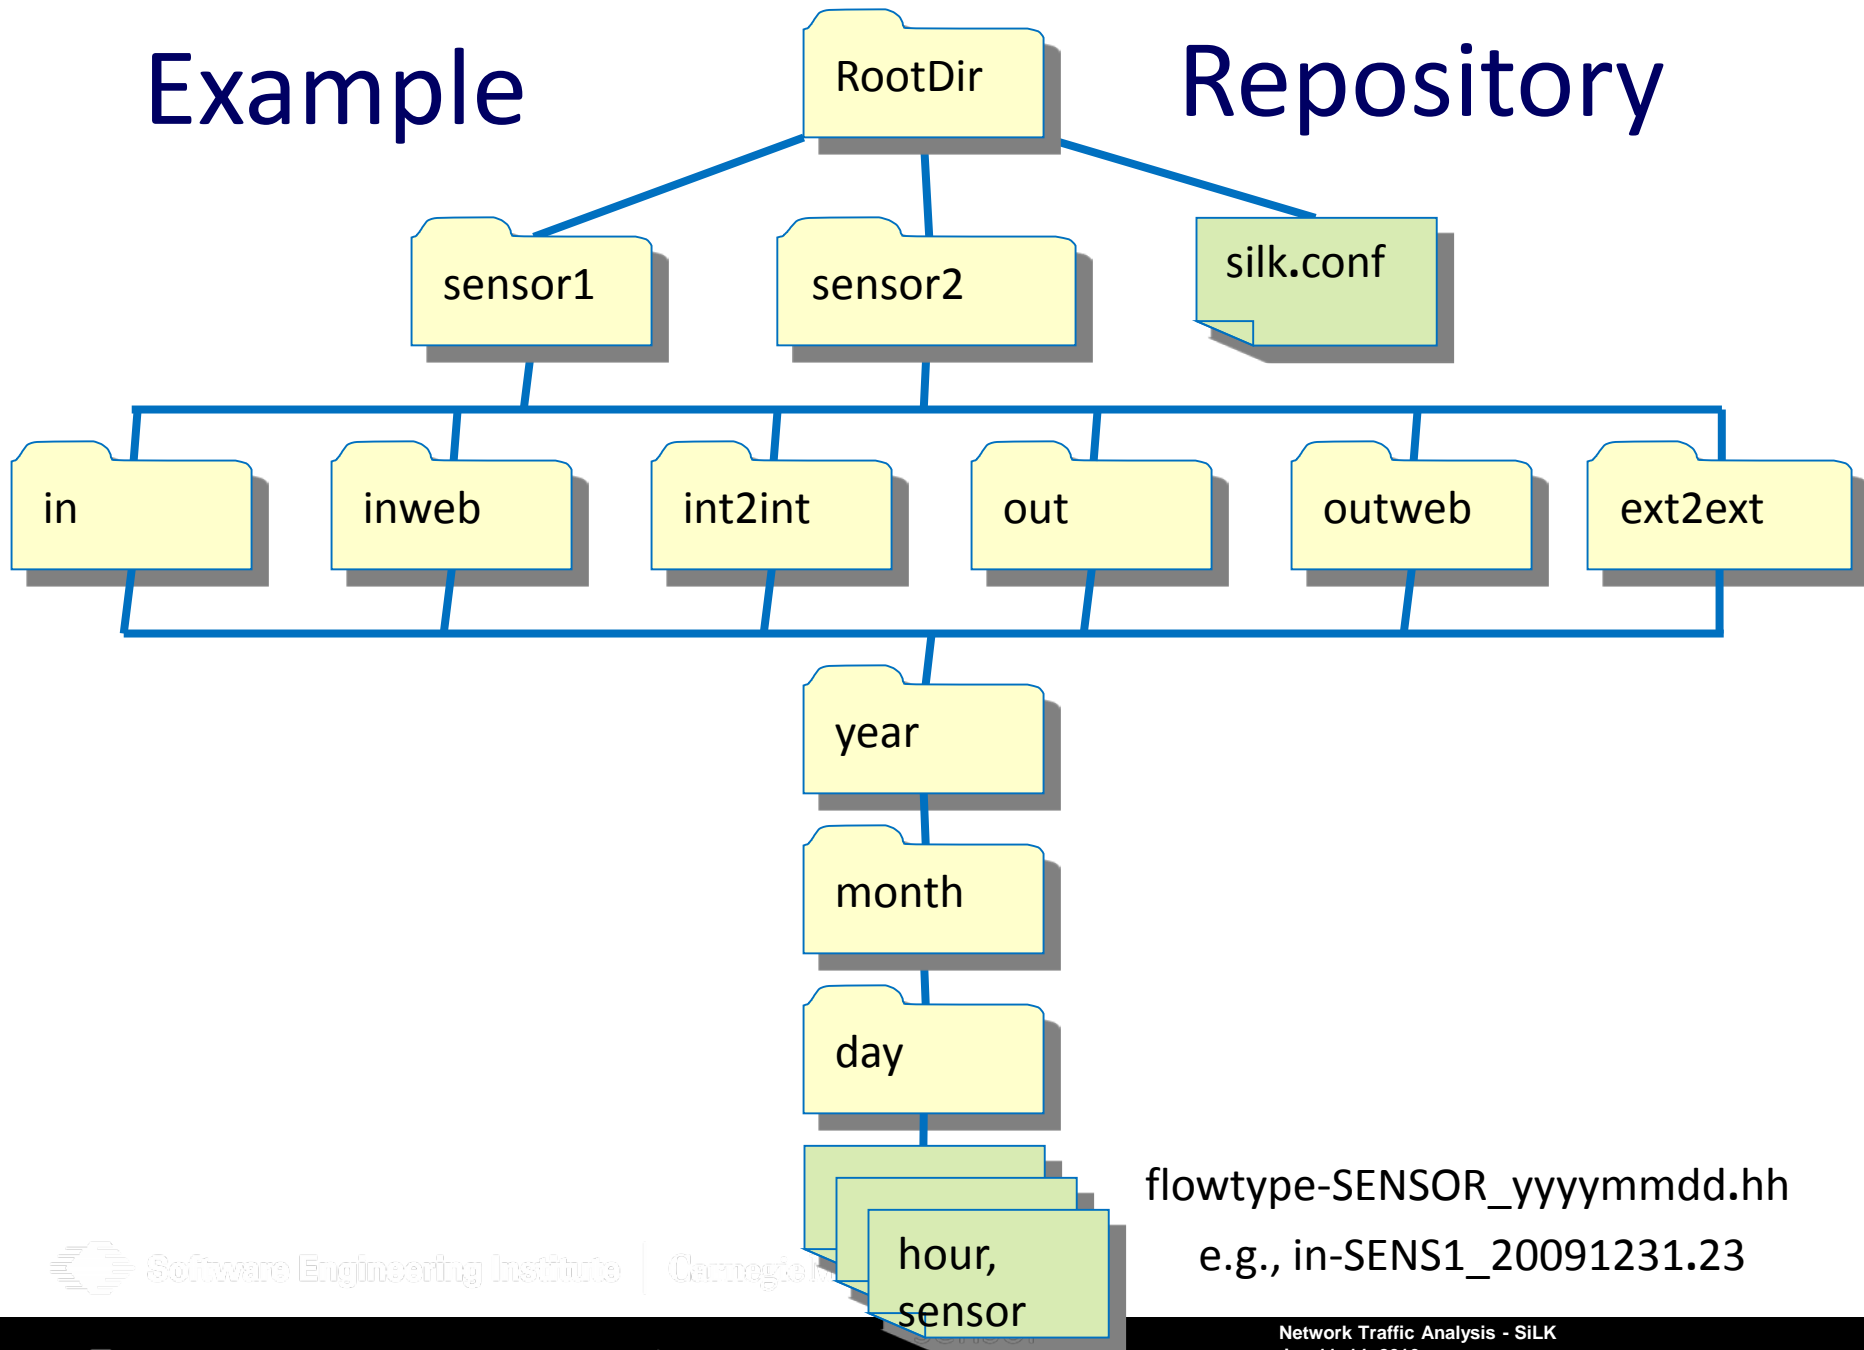 Example
Repository
RootDir
sensor1
sensor2
silk.conf
in
inweb
int2int
out
outweb
ext2ext
year
month
day
hour,
sensor
flowtype-SENSOR_yyyymmdd.hh
e.g., in-SENS1_20091231.23
Software Engineering Institute
Carnegie
Network Traffic Analysis - SiLK